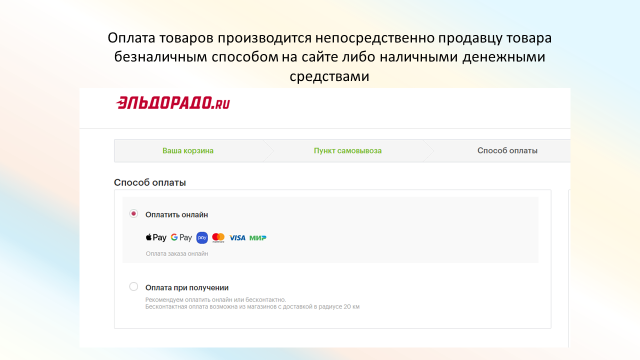 Оплата товаров производится непосредственно продавцу товара
безналичным способом на сайте либо наличными денежными
средствами
ЭЛЬДОРАДО.RU
Ваша корзина
Пункт самовывоза
Способ оплаты
Способ оплаты
Оплатить онлайн
Pay G Pay VISA МИР
Оплата заказа онлайн
Оплата при получении
Рекомендуем оплатить онлайн или бесконтактно.
Бесконтактная оплата возможна из магазинов с доставкой в радиусе 20 км